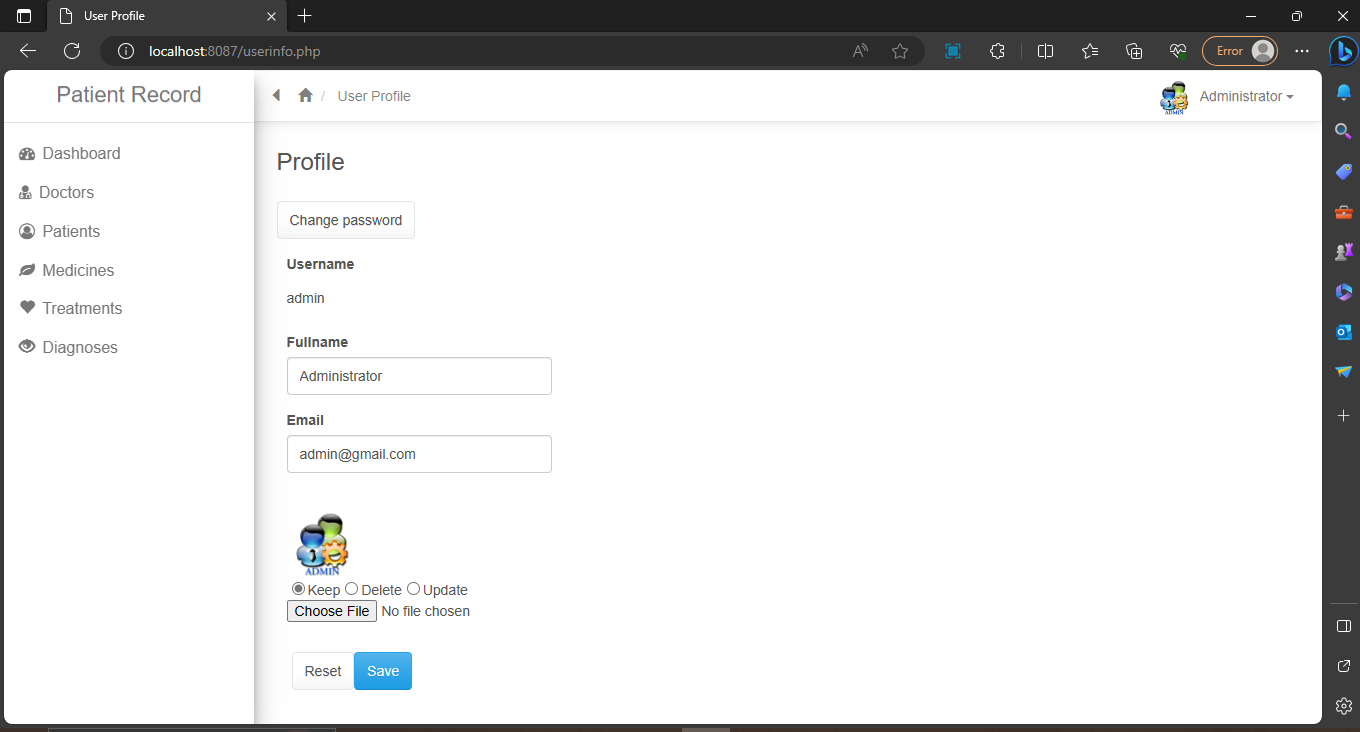 User Profile
localhost:8087/userinfo.php
Error
Patient Record
/ User Profile
ADMIN
Administrator
Dashboard
Doctors
Patients
Medicines
Treatments
Diagnoses
Profile
Change password
Username
admin
Fullname
Administrator
Email
admin@gmail.com
ADMIN
Keep Delete Update
Choose File No file chosen
Reset Save